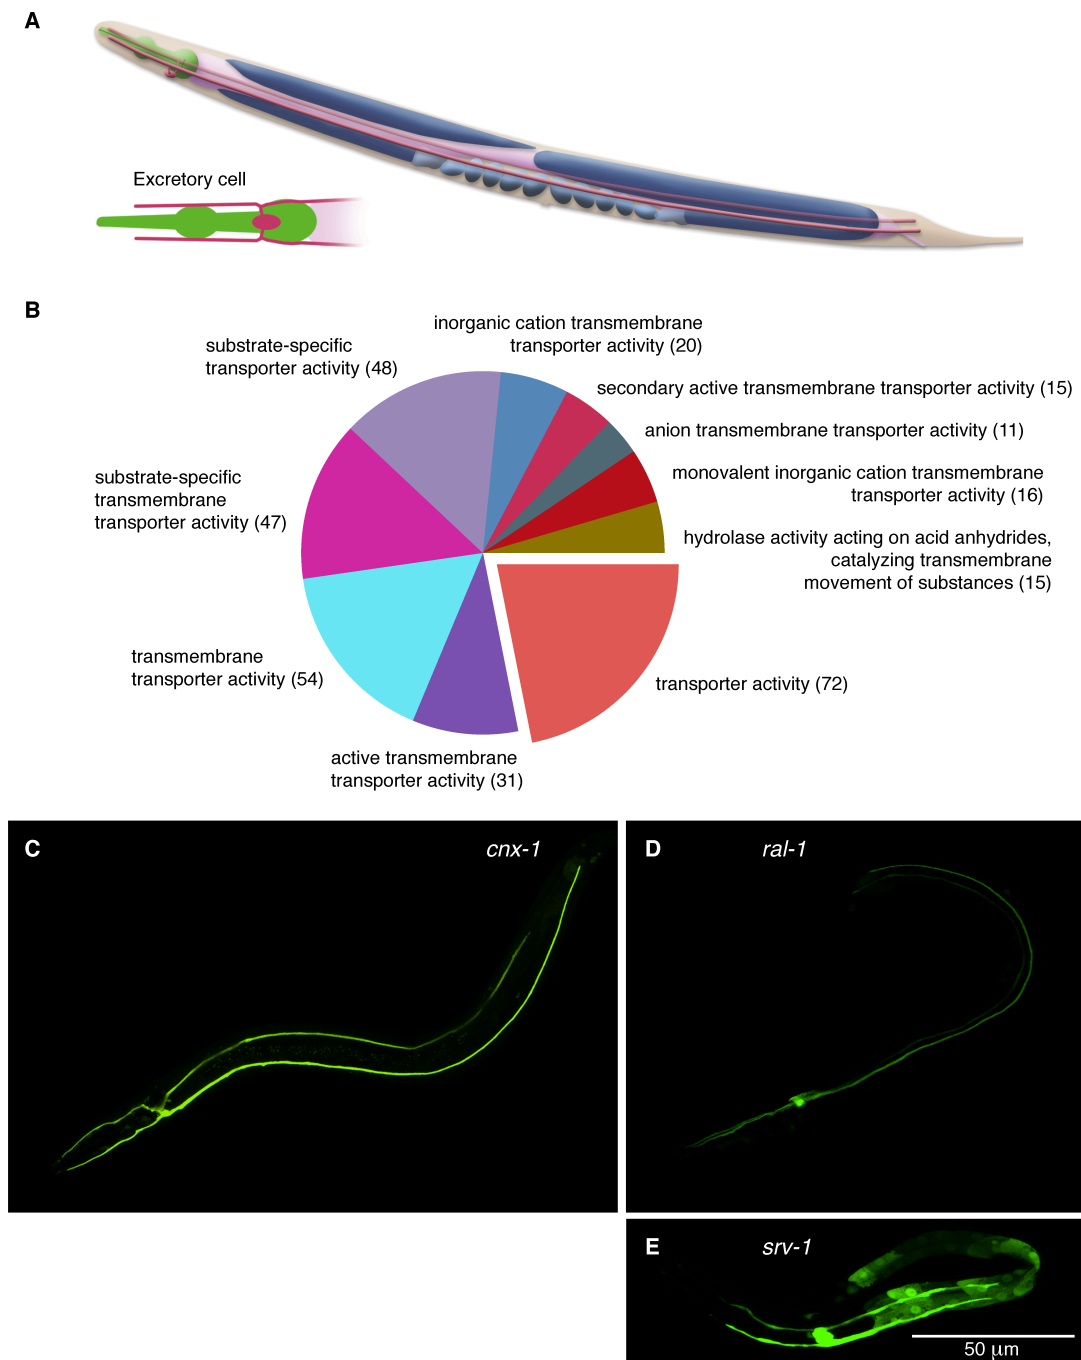 A
Excretory cell
B
inorganic cation transmembrane
transporter activity (20)
substrate-specific
transporter activity (48)
secondary active transmembrane transporter activity (15)
anion transmembrane transporter activity (11)
monovalent inorganic cation transmembrane
transporter activity (16)
substrate-specific
transmembrane
transporter activity (47)
hydrolase activity acting on acid anhydrides,
catalyzing transmembrane
movement of substances (15)
transmembrane
transporter activity (54)
transporter activity (72)
active transmembrane
transporter activity (31)
C
cnx-1
D
ral-1
E
srv-1
50 μm